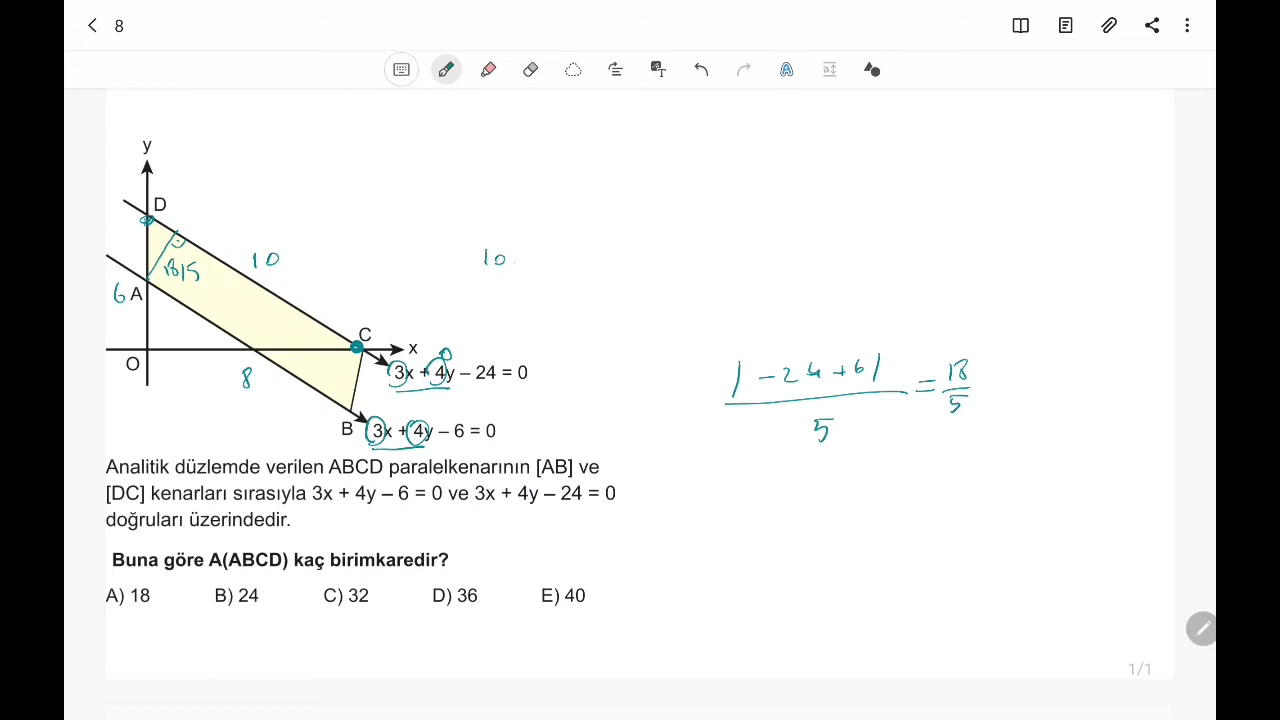 8
y
D
10
10
18/5
6 A
C
x
O
8
3x + 4y – 24 = 0
|-24+6|
= 18
5
5
B
3x + 4y – 6 = 0
Analitik düzlemde verilen ABCD paralelkenarının [AB] ve
[DC] kenarları sırasıyla 3x + 4y – 6 = 0 ve 3x + 4y – 24 = 0
doğruları üzerindedir.
Buna göre A(ABCD) kaç birimkaredir?
A) 18 B) 24 C) 32 D) 36 E) 40
1/1